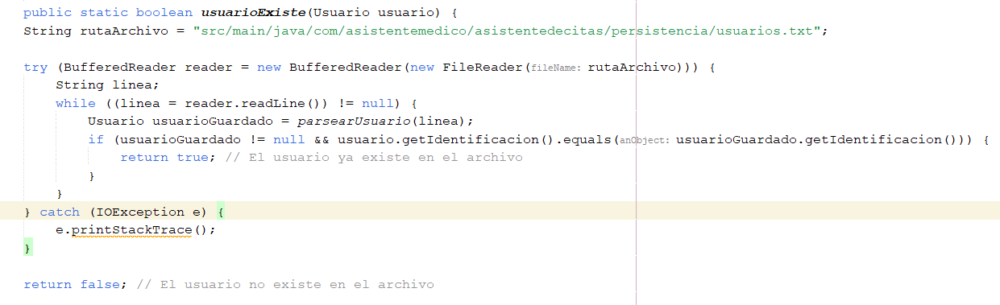 public static boolean usuarioExiste(Usuario usuario) {
String rutaArchivo = "src/main/java/com/asistentemedico/asistentedecitas/persistencia/usuarios.txt";
try (BufferedReader reader = new BufferedReader(new FileReader(fileName: rutaArchivo))) {
String linea;
while ((linea = reader.readLine()) != null) {
Usuario usuarioGuardado = parsearUsuario(linea);
if (usuarioGuardado != null && usuario.getIdentificacion().equals(anObject: usuarioGuardado.getIdentificacion())) {
return true; // El usuario ya existe en el archivo
}
}
} catch (IOException e) {
e.printStackTrace();
}
return false; // El usuario no existe en el archivo